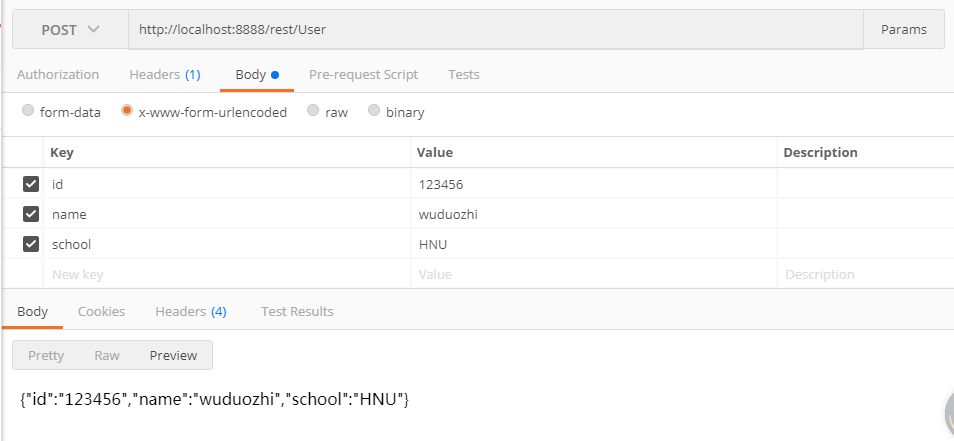 POST http://localhost:8888/rest/User Params
Authorization Headers (1) Body Pre-request Script Tests
form-data x-www-form-urlencoded raw binary
Key Value Description
id 123456
name wuduozhi
school HNU
New key Value Description
Body Cookies Headers (4) Test Results
Pretty Raw Preview
{"id":"123456","name":"wuduozhi","school":"HNU"}